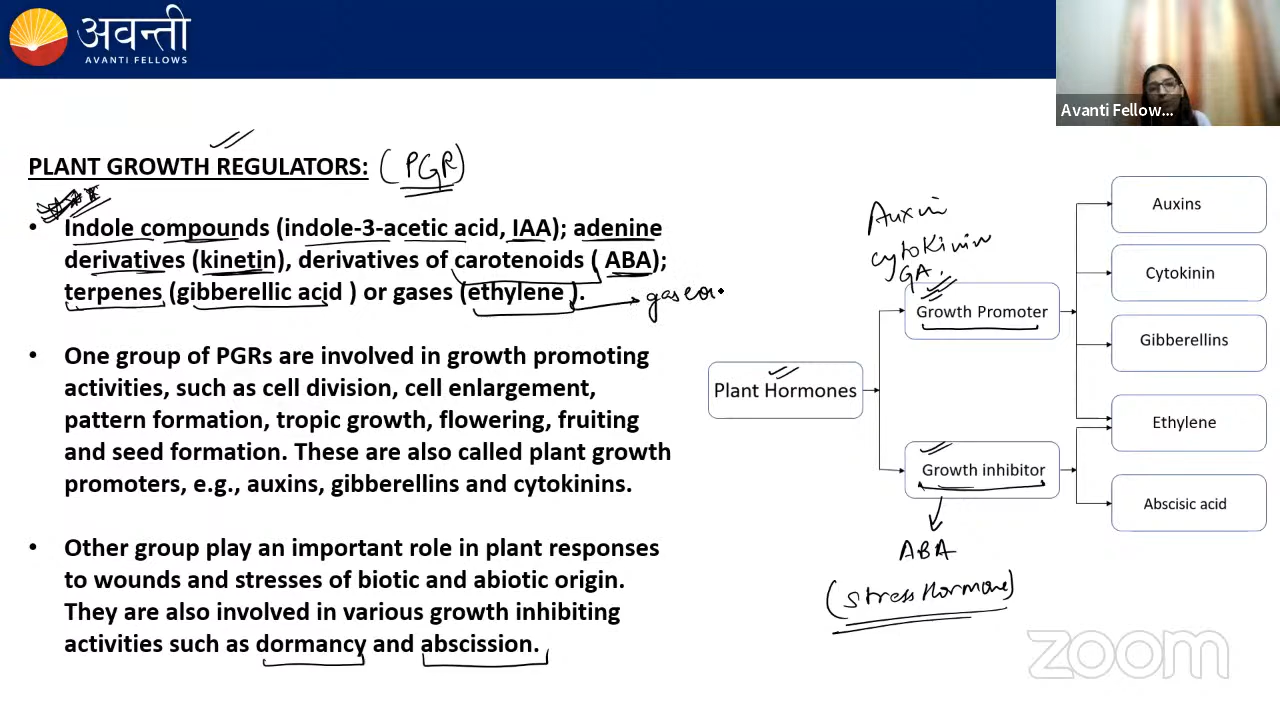 अवन्ती
AVANTI FELLOWS
Avanti Fellow...
PLANT GROWTH REGULATORS: (PGR)
• Indole compounds (indole-3-acetic acid, IAA); adenine
derivatives (kinetin), derivatives of carotenoids ( ABA);
terpenes (gibberellic acid ) or gases (ethylene ).
• One group of PGRs are involved in growth promoting
activities, such as cell division, cell enlargement,
pattern formation, tropic growth, flowering, fruiting
and seed formation. These are also called plant growth
promoters, e.g., auxins, gibberellins and cytokinins.
• Other group play an important role in plant responses
to wounds and stresses of biotic and abiotic origin.
They are also involved in various growth inhibiting
activities such as dormancy and abscission.
Auxin
cytokinin
GA
Plant Hormones
Growth Promoter
Growth inhibitor
ABA
(stress Hormone)
Auxins
Cytokinin
Gibberellins
Ethylene
Abscisic acid
zoom